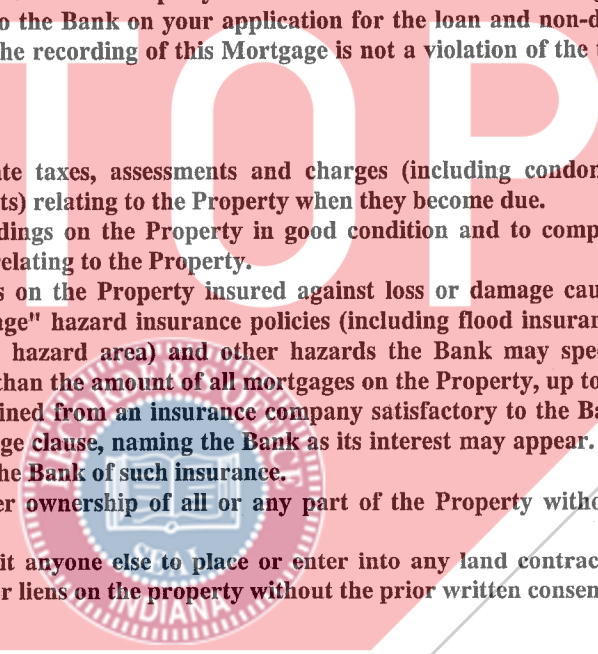 o the Bank on your application for the loan and non-d
he recording of this Mortgage is not a violation of the
TOP
te taxes, assessments and charges (including condon
ts) relating to the Property when they become due.
dings on the Property in good condition and to comp
relating to the Property.
s on the Property insured against loss or damage cau
ge" hazard insurance policies (including flood insuran
hazard area) and other hazards the Bank may spe
than the amount of all mortgages on the Property, up to
ined from an insurance company satisfactory to the Ba
ge clause, naming the Bank as its interest may appear.
he Bank of such insurance.
er ownership of all or any part of the Property witho
it anyone else to place or enter into any land contrac
r liens on the property without the prior written consen
SEAL
INDIANA